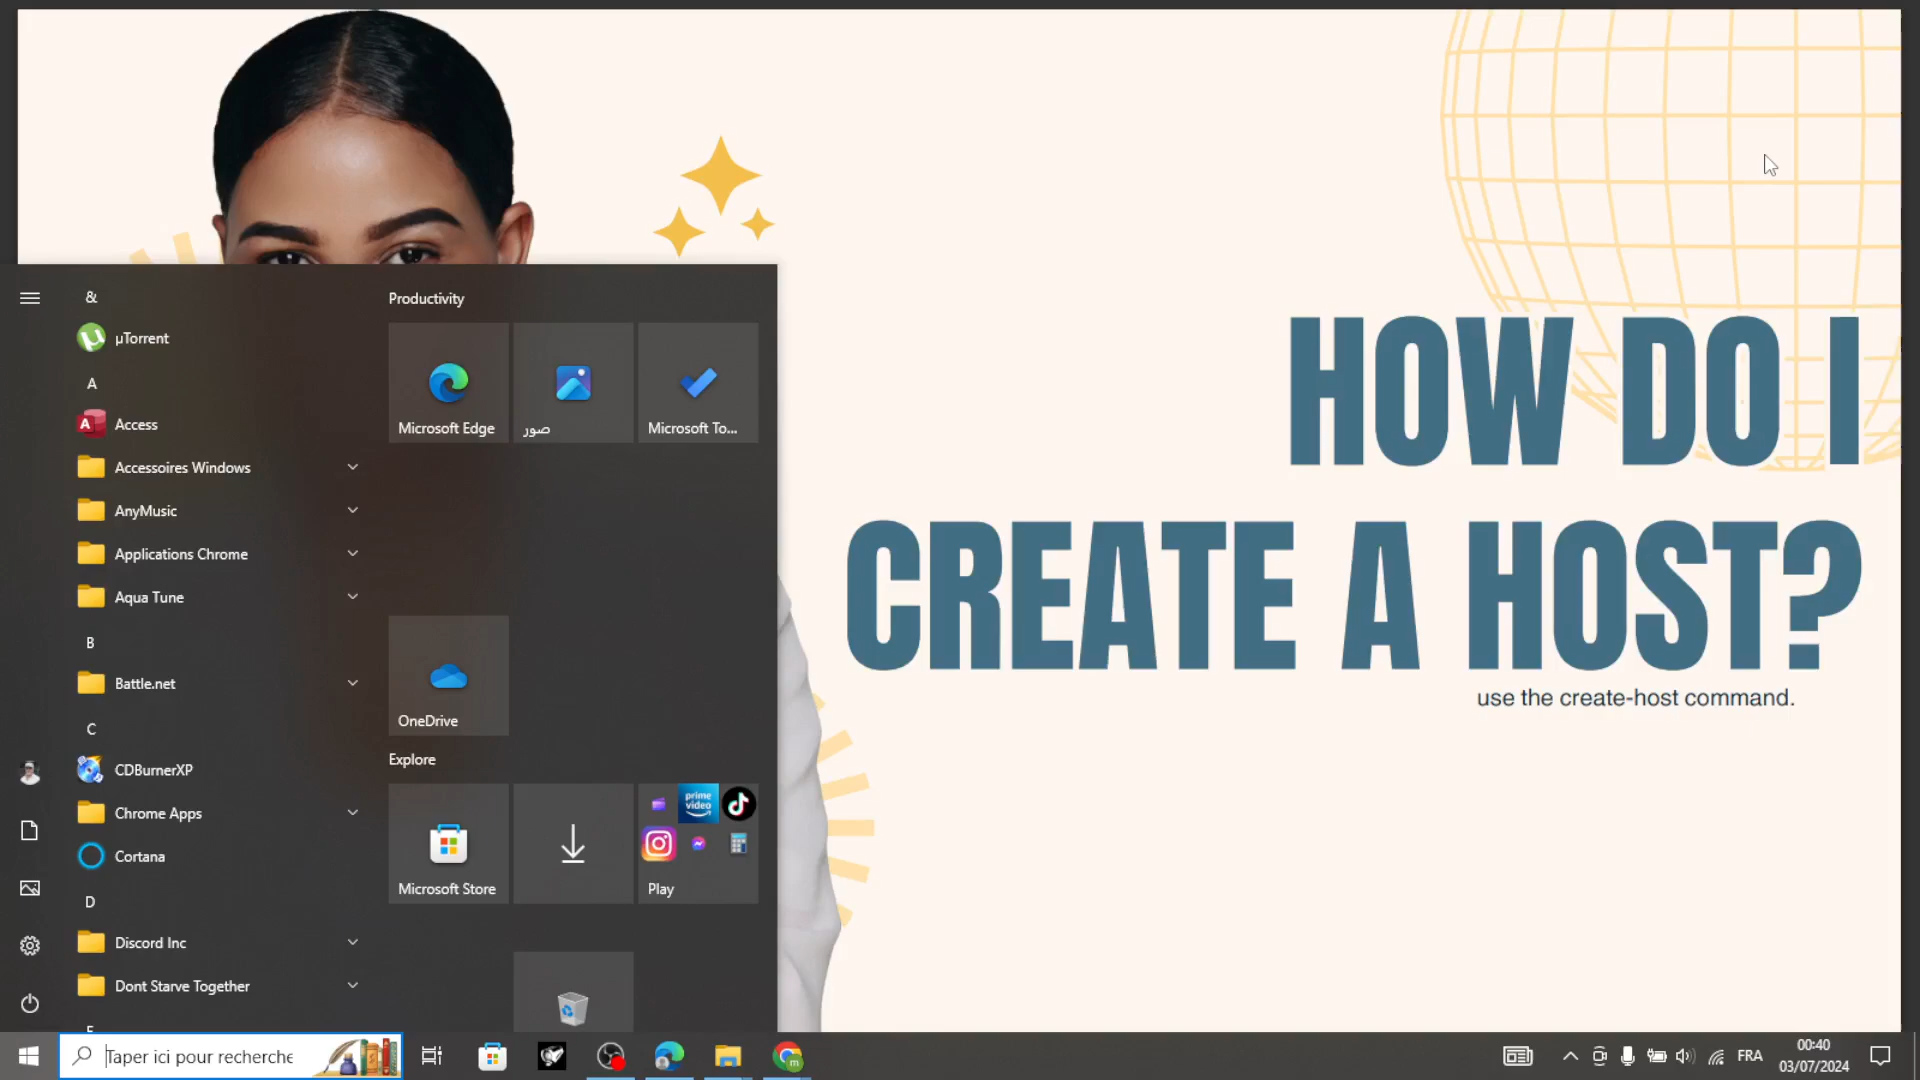 HOW DO I
CREATE A HOST?
use the create-host command.
&
µTorrent
A
Access
Accessoires Windows
AnyMusic
Applications Chrome
Aqua Tune
B
Battle.net
C
CDBurnerXP
Chrome Apps
Cortana
D
Discord Inc
Dont Starve Together
Productivity
Microsoft Edge
صور
Microsoft To...
OneDrive
Explore
Microsoft Store
prime video
Play
Taper ici pour recherche
FRA
00:40
03/07/2024